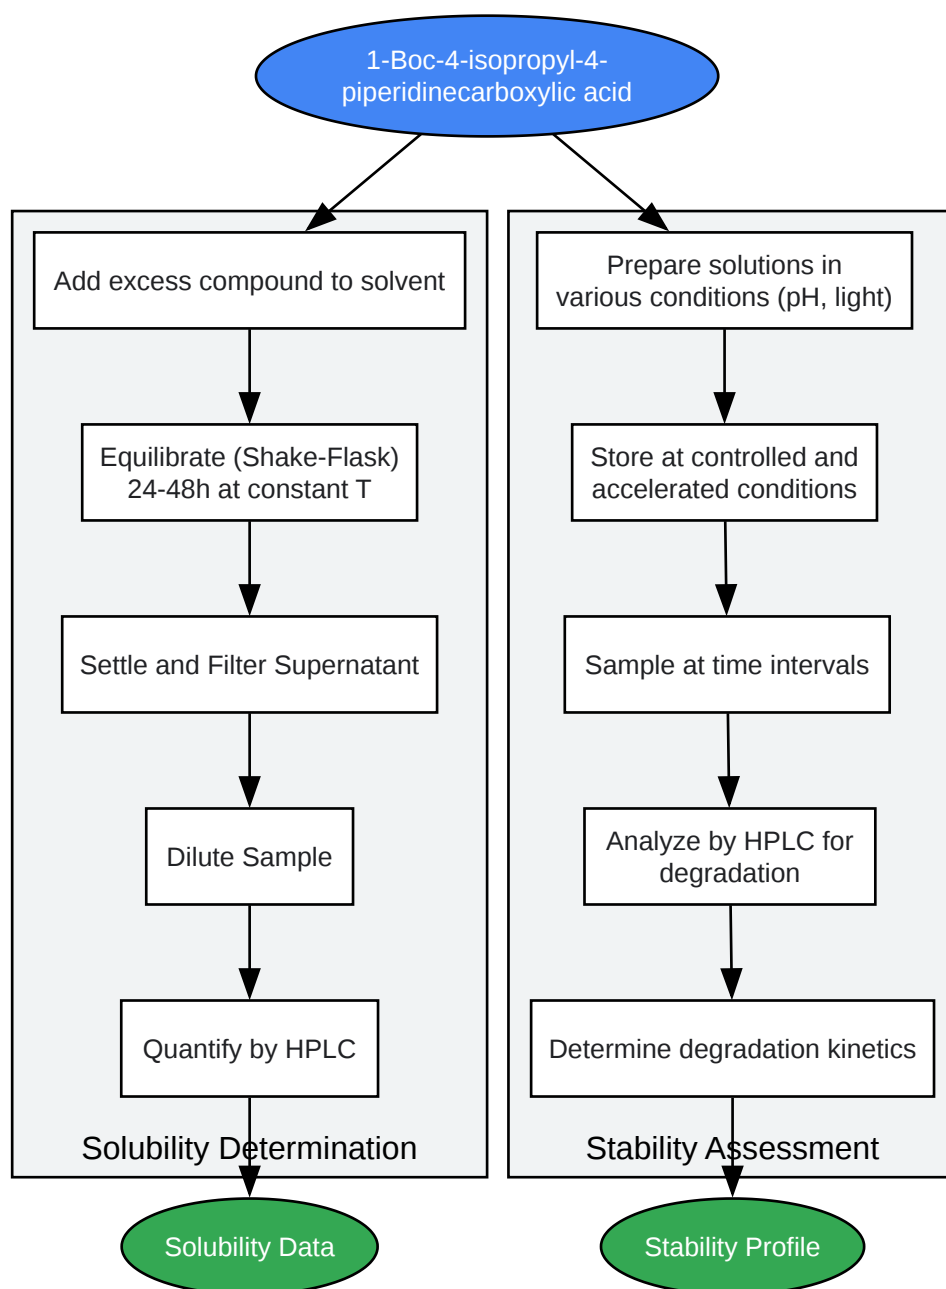 1-Boc-4-isopropyl-4-
piperidinecarboxylic acid
Add excess compound to solvent
Equilibrate (Shake-Flask)
24-48h at constant T
Settle and Filter Supernatant
Dilute Sample
Quantify by HPLC
Solubility Determination
Solubility Data
Prepare solutions in
various conditions (pH, light)
Store at controlled and
accelerated conditions
Sample at time intervals
Analyze by HPLC for
degradation
Determine degradation kinetics
Stability Assessment
Stability Profile